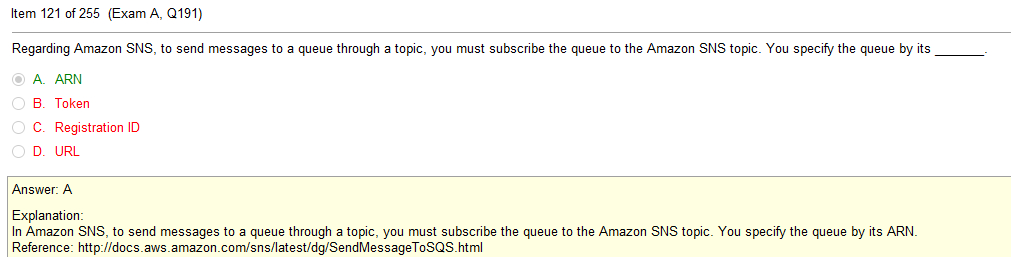 Item 121 of 255 (Exam A, Q191)
Regarding Amazon SNS, to send messages to a queue through a topic, you must subscribe the queue to the Amazon SNS topic. You specify the queue by its _______.
A. ARN
B. Token
C. Registration ID
D. URL
Answer: A
Explanation:
In Amazon SNS, to send messages to a queue through a topic, you must subscribe the queue to the Amazon SNS topic. You specify the queue by its ARN.
Reference: http://docs.aws.amazon.com/sns/latest/dg/SendMessageToSQS.html